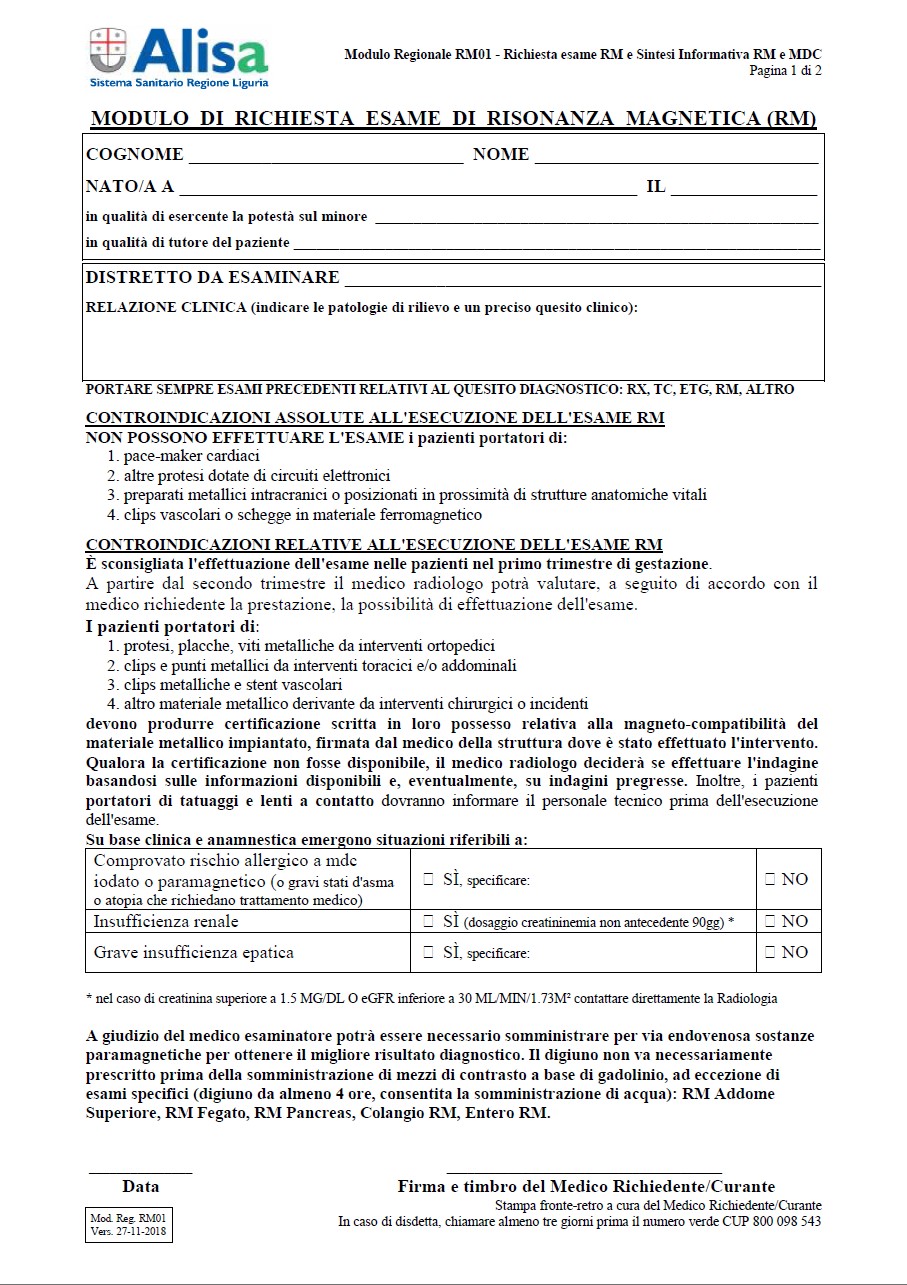 Alisa
Sistema Sanitario Regione Liguria
Modulo Regionale RM01 - Richiesta esame RM e Sintesi Informativa RM e MDC
Pagina 1 di 2
MODULO DI RICHIESTA ESAME DI RISONANZA MAGNETICA (RM)
COGNOME ______________ NOME ______________
NATO/A A ______________ IL ______________
in qualità di esercente la potestà sul minore ______________
in qualità di tutore del paziente ______________
DISTRETTO DA ESAMINARE ______________
RELAZIONE CLINICA (indicare le patologie di rilievo e un preciso quesito clinico):
PORTARE SEMPRE ESAMI PRECEDENTI RELATIVI AL QUESITO DIAGNOSTICO: RX, TC, ETG, RM, ALTRO
CONTROINDICAZIONI ASSOLUTE ALL'ESECUZIONE DELL'ESAME RM
NON POSSONO EFFETTUARE L'ESAME i pazienti portatori di:
1. pace-maker cardiaci
2. altre protesi dotate di circuiti elettronici
3. preparati metallici intracranici o posizionati in prossimità di strutture anatomiche vitali
4. clips vascolari o schegge in materiale ferromagnetico
CONTROINDICAZIONI RELATIVE ALL'ESECUZIONE DELL'ESAME RM
È sconsigliata l'effettuazione dell'esame nelle pazienti nel primo trimestre di gestazione.
A partire dal secondo trimestre il medico radiologo potrà valutare, a seguito di accordo con il
medico richiedente la prestazione, la possibilità di effettuazione dell'esame.
I pazienti portatori di:
1. protesi, placche, viti metalliche da interventi ortopedici
2. clips e punti metallici da interventi toracici e/o addominali
3. clips metalliche e stent vascolari
4. altro materiale metallico derivante da interventi chirurgici o incidenti
devono produrre certificazione scritta in loro possesso relativa alla magneto-compatibilità del
materiale metallico impiantato, firmata dal medico della struttura dove è stato effettuato l'intervento.
Qualora la certificazione non fosse disponibile, il medico radiologo deciderà se effettuare l'indagine
basandosi sulle informazioni disponibili e, eventualmente, su indagini pregresse. Inoltre, i pazienti
portatori di tatuaggi e lenti a contatto dovranno informare il personale tecnico prima dell'esecuzione
dell'esame.
Su base clinica e anamnestica emergono situazioni riferibili a:
Comprovato rischio allergico a mdc
iodato o paramagnetico (o gravi stati d'asma
o atopia che richiedano trattamento medico)
☐ SÌ, specificare:
☐ NO
Insufficienza renale
☐ SÌ (dosaggio creatininemia non antecedente 90gg) *
☐ NO
Grave insufficienza epatica
☐ SÌ, specificare:
☐ NO
* nel caso di creatinina superiore a 1.5 MG/DL O eGFR inferiore a 30 ML/MIN/1.73M² contattare direttamente la Radiologia
A giudizio del medico esaminatore potrà essere necessario somministrare per via endovenosa sostanze
paramagnetiche per ottenere il migliore risultato diagnostico. Il digiuno non va necessariamente
prescritto prima della somministrazione di mezzi di contrasto a base di gadolinio, ad eccezione di
esami specifici (digiuno da almeno 4 ore, consentita la somministrazione di acqua): RM Addome
Superiore, RM Fegato, RM Pancreas, Colangio RM, Entero RM.
Data
Firma e timbro del Medico Richiedente/Curante
Stampa fronte-retro a cura del Medico Richiedente/Curante
In caso di disdetta, chiamare almeno tre giorni prima il numero verde CUP 800 098 543
Mod. Reg. RM01
Vers. 27-11-2018